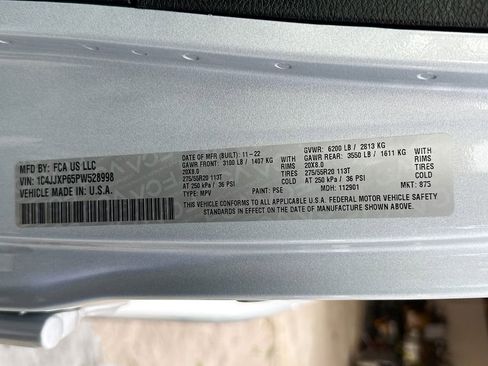 MFD BY: FCA US LLC
VIN: 1C4JJXP65PW528998
VEHICLE MADE IN: U.S.A.
DATE OF MFR (BUILT): 11-22
GAWR FRONT: 3100 LB / 1407 KG
20X8.0
275/55R20 113T
AT 250 kPa / 36 PSI
TYPE: MPV
RIMS
TIRES
COLD
PAINT: PSE
GVWR: 6200 LB / 2813 KG
GAWR REAR: 3550 LB / 1611 KG
20X8.0
275/55R20 113T
AT 250 kPa / 36 PSI
RIMS
TIRES
COLD
MDH: 112901
MKT: 875
THIS VEHICLE CONFORMS TO ALL APPLICABLE U.S.A. FEDERAL MOTOR VEHICLE SAFETY
STANDARDS IN EFFECT ON THE DATE OF MANUFACTURE SHOWN ABOVE.